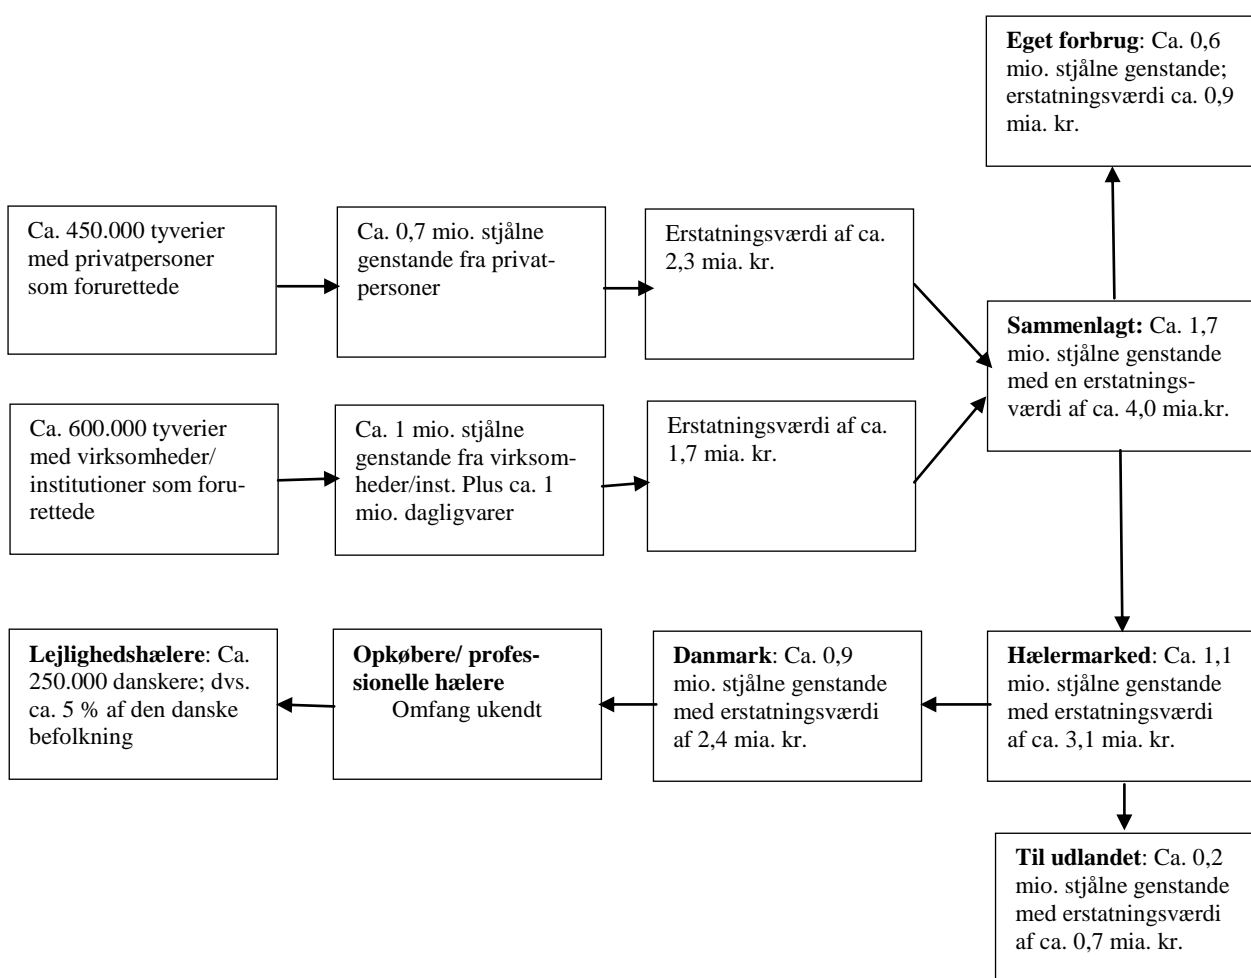 Eget forbrug: Ca. 0,6
mio. stjålne genstande;
erstatningsværdi ca. 0,9
mia. kr.
Ca. 450.000 tyverier
med privatpersoner
som forurettede
Ca. 0,7 mio. stjålne
genstande fra privat-
personer
Erstatningsværdi af ca.
2,3 mia. kr.
Sammenlagt: Ca. 1,7
mio. stjålne genstande
med en erstatnings-
værdi af ca. 4,0 mia.kr.
Ca. 600.000 tyverier
med virksomheder/
institutioner som foru-
rettede
Ca. 1 mio. stjålne
genstande fra virksom-
heder/inst. Plus ca. 1
mio. dagligvarer
Erstatningsværdi af ca.
1,7 mia. kr.
Lejlighedshælere: Ca.
250.000 danskere; dvs.
ca. 5 % af den danske
befolkning
Opkøbere/ profes-
sionelle hælere
Omfang ukendt
Danmark: Ca. 0,9
mio. stjålne genstande
med erstatningsværdi
af 2,4 mia. kr.
Hælermarked: Ca. 1,1
mio. stjålne genstande
med erstatningsværdi
af ca. 3,1 mia. kr.
Til udlandet: Ca. 0,2
mio. stjålne genstande
med erstatningsværdi
af ca. 0,7 mia. kr.